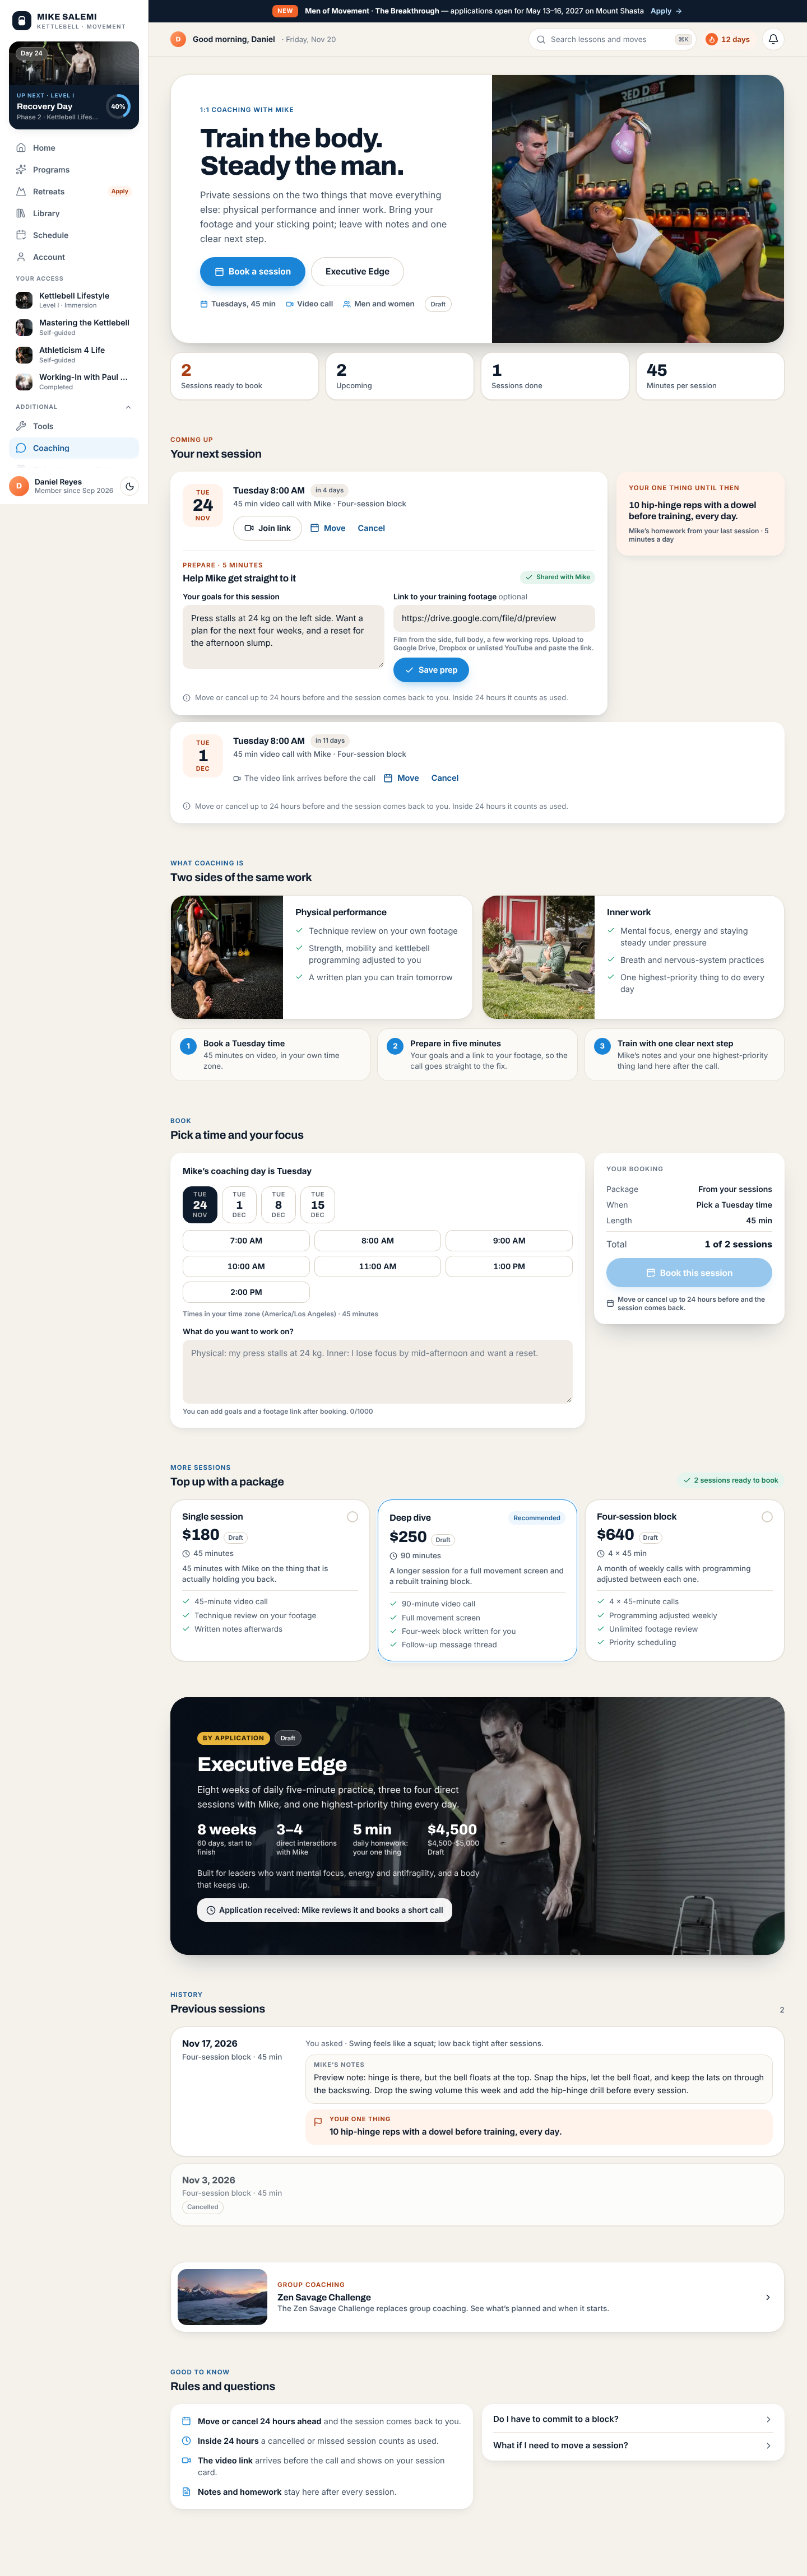 MIKE SALEMI
KETTLEBELL · MOVEMENT
Day 24
UP NEXT · LEVEL I
Recovery Day
Phase 2 · Kettlebell Lifes...
40%
Home
Programs
Retreats
Apply
Library
Schedule
Account
YOUR ACCESS
Kettlebell Lifestyle
Level I · Immersion
Mastering the Kettlebell
Self-guided
Athleticism 4 Life
Self-guided
Working-In with Paul ...
Completed
ADDITIONAL
Tools
Coaching
D
Daniel Reyes
Member since Sep 2026
NEW
Men of Movement · The Breakthrough — applications open for May 13–16, 2027 on Mount Shasta
Apply →
D
Good morning, Daniel · Friday, Nov 20
Search lessons and moves
⌘K
12 days
1:1 COACHING WITH MIKE
Train the body.
Steady the man.
Private sessions on the two things that move everything
else: physical performance and inner work. Bring your
footage and your sticking point; leave with notes and one
clear next step.
Book a session
Executive Edge
Tuesdays, 45 min
Video call
Men and women
Draft
RED DOT
2
Sessions ready to book
2
Upcoming
1
Sessions done
45
Minutes per session
COMING UP
Your next session
TUE
24
NOV
Tuesday 8:00 AM
in 4 days
45 min video call with Mike · Four-session block
Join link
Move
Cancel
PREPARE · 5 MINUTES
Help Mike get straight to it
Shared with Mike
Your goals for this session
Press stalls at 24 kg on the left side. Want a
plan for the next four weeks, and a reset for
the afternoon slump.
Link to your training footage optional
https://drive.google.com/file/d/preview
Film from the side, full body, a few working reps. Upload to
Google Drive, Dropbox or unlisted YouTube and paste the link.
Save prep
Move or cancel up to 24 hours before and the session comes back to you. Inside 24 hours it counts as used.
YOUR ONE THING UNTIL THEN
10 hip-hinge reps with a dowel
before training, every day.
Mike's homework from your last session · 5
minutes a day
TUE
1
DEC
Tuesday 8:00 AM
in 11 days
45 min video call with Mike · Four-session block
The video link arrives before the call
Move
Cancel
Move or cancel up to 24 hours before and the session comes back to you. Inside 24 hours it counts as used.
WHAT COACHING IS
Two sides of the same work
Physical performance
Technique review on your own footage
Strength, mobility and kettlebell
programming adjusted to you
A written plan you can train tomorrow
Inner work
Mental focus, energy and staying
steady under pressure
Breath and nervous-system practices
One highest-priority thing to do every
day
1
Book a Tuesday time
45 minutes on video, in your own time
zone.
2
Prepare in five minutes
Your goals and a link to your footage, so the
call goes straight to the fix.
3
Train with one clear next step
Mike's notes and your one highest-priority
thing land here after the call.
BOOK
Pick a time and your focus
Mike's coaching day is Tuesday
TUE
24
NOV
TUE
1
DEC
TUE
8
DEC
TUE
15
DEC
7:00 AM
8:00 AM
9:00 AM
10:00 AM
11:00 AM
1:00 PM
2:00 PM
Times in your time zone (America/Los Angeles) · 45 minutes
What do you want to work on?
Physical: my press stalls at 24 kg. Inner: I lose focus by mid-afternoon and want a reset.
You can add goals and a footage link after booking. 0/1000
YOUR BOOKING
Package From your sessions
When Pick a Tuesday time
Length 45 min
Total 1 of 2 sessions
Book this session
Move or cancel up to 24 hours before and the
session comes back.
MORE SESSIONS
Top up with a package
2 sessions ready to book
Single session
$180 Draft
45 minutes
45 minutes with Mike on the thing that is
actually holding you back.
45-minute video call
Technique review on your footage
Written notes afterwards
Deep dive
Recommended
$250 Draft
90 minutes
A longer session for a full movement screen and
a rebuilt training block.
90-minute video call
Full movement screen
Four-week block written for you
Follow-up message thread
Four-session block
$640 Draft
4 × 45 min
A month of weekly calls with programming
adjusted between each one.
4 × 45-minute calls
Programming adjusted weekly
Unlimited footage review
Priority scheduling
BY APPLICATION
Draft
Executive Edge
Eight weeks of daily five-minute practice, three to four direct
sessions with Mike, and one highest-priority thing every day.
8 weeks
60 days, start to
finish
3–4
direct interactions
with Mike
5 min
daily homework:
your one thing
$4,500
$4,500–$5,000
Draft
Built for leaders who want mental focus, energy and antifragility, and a body
that keeps up.
Application received: Mike reviews it and books a short call
HISTORY
Previous sessions
2
Nov 17, 2026
Four-session block · 45 min
You asked · Swing feels like a squat; low back tight after sessions.
MIKE'S NOTES
Preview note: hinge is there, but the bell floats at the top. Snap the hips, let the bell float, and keep the lats on through
the backswing. Drop the swing volume this week and add the hip-hinge drill before every session.
YOUR ONE THING
10 hip-hinge reps with a dowel before training, every day.
Nov 3, 2026
Four-session block · 45 min
Cancelled
GROUP COACHING
Zen Savage Challenge
The Zen Savage Challenge replaces group coaching. See what's planned and when it starts.
GOOD TO KNOW
Rules and questions
Move or cancel 24 hours ahead and the session comes back to you.
Inside 24 hours a cancelled or missed session counts as used.
The video link arrives before the call and shows on your session
card.
Notes and homework stay here after every session.
Do I have to commit to a block?
What if I need to move a session?